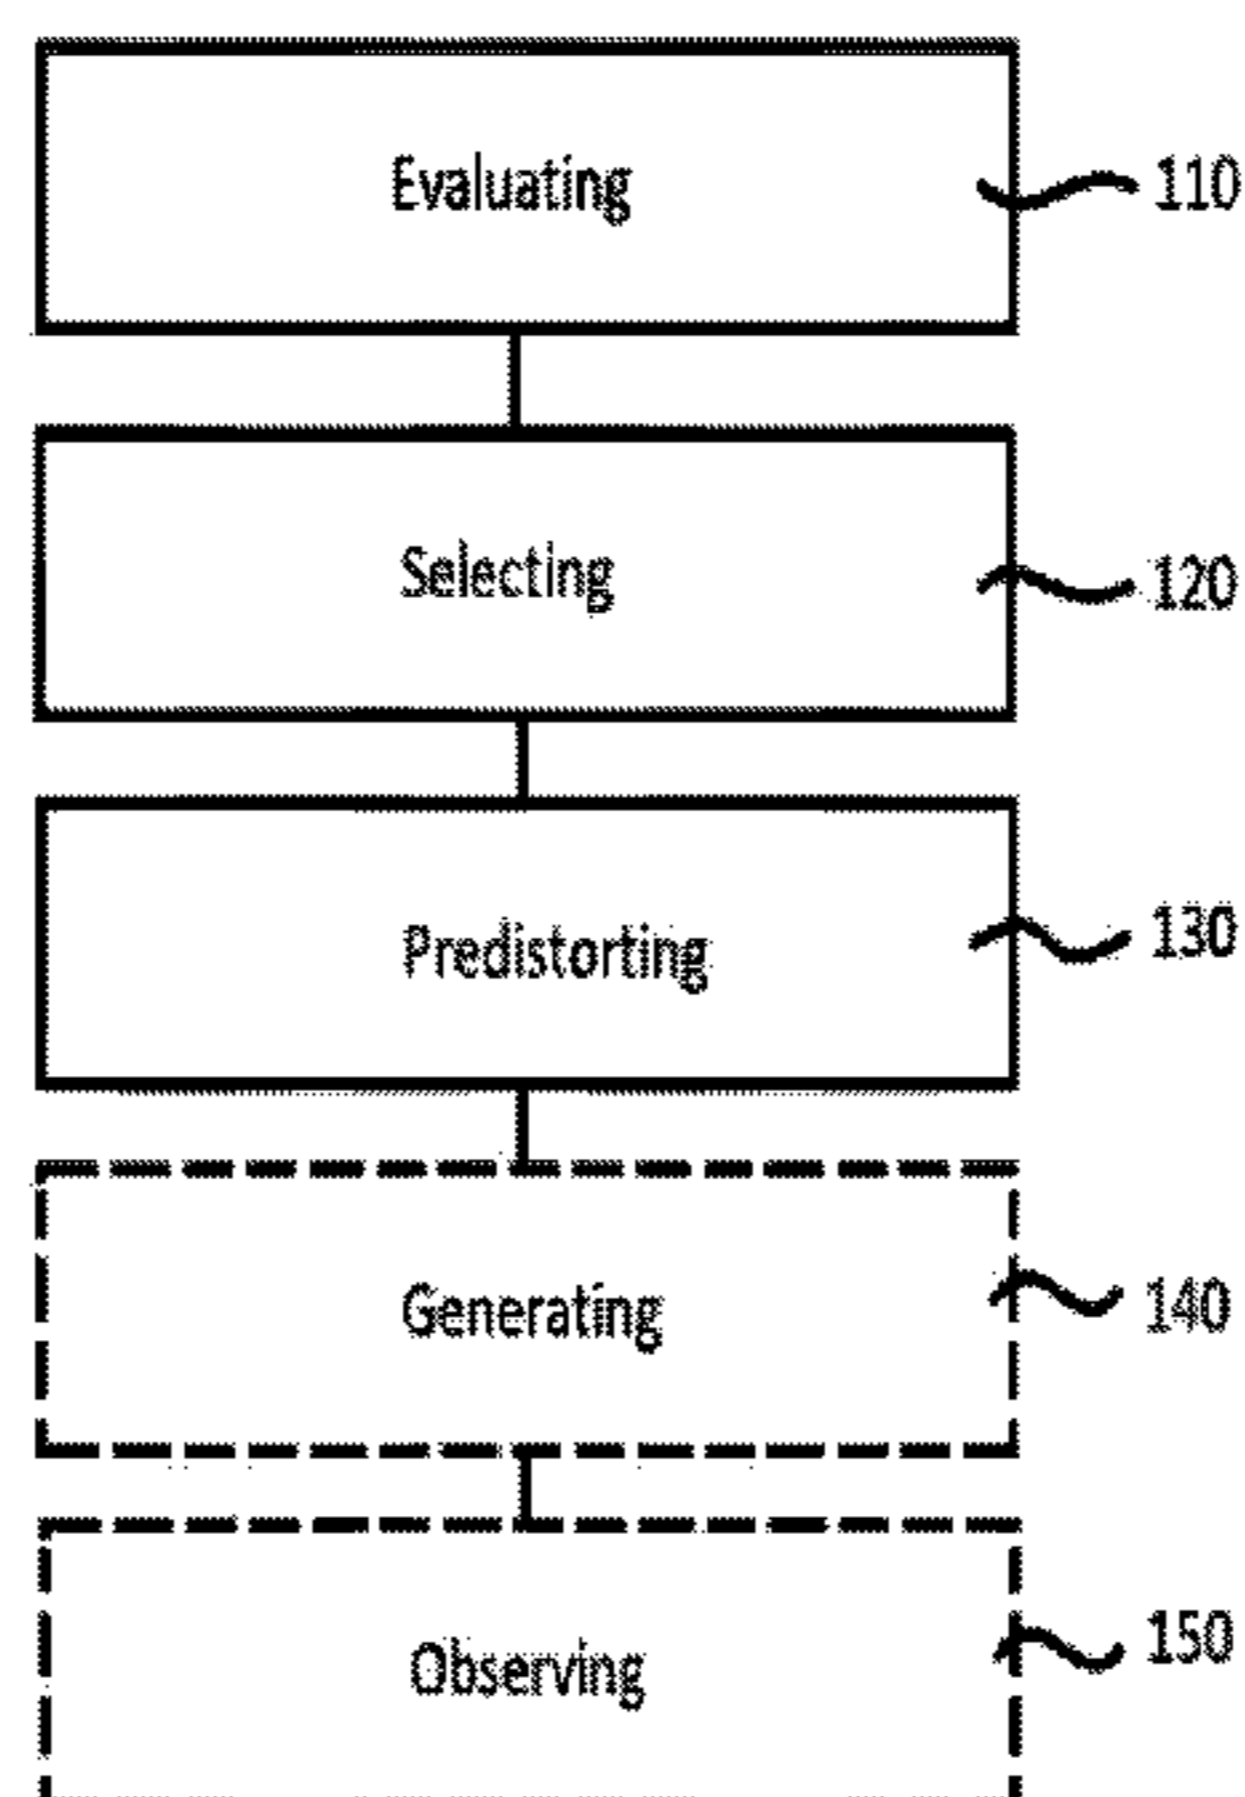 Evaluating 110
Selecting 120
Predistorting 130
Generating 140
Observing 150